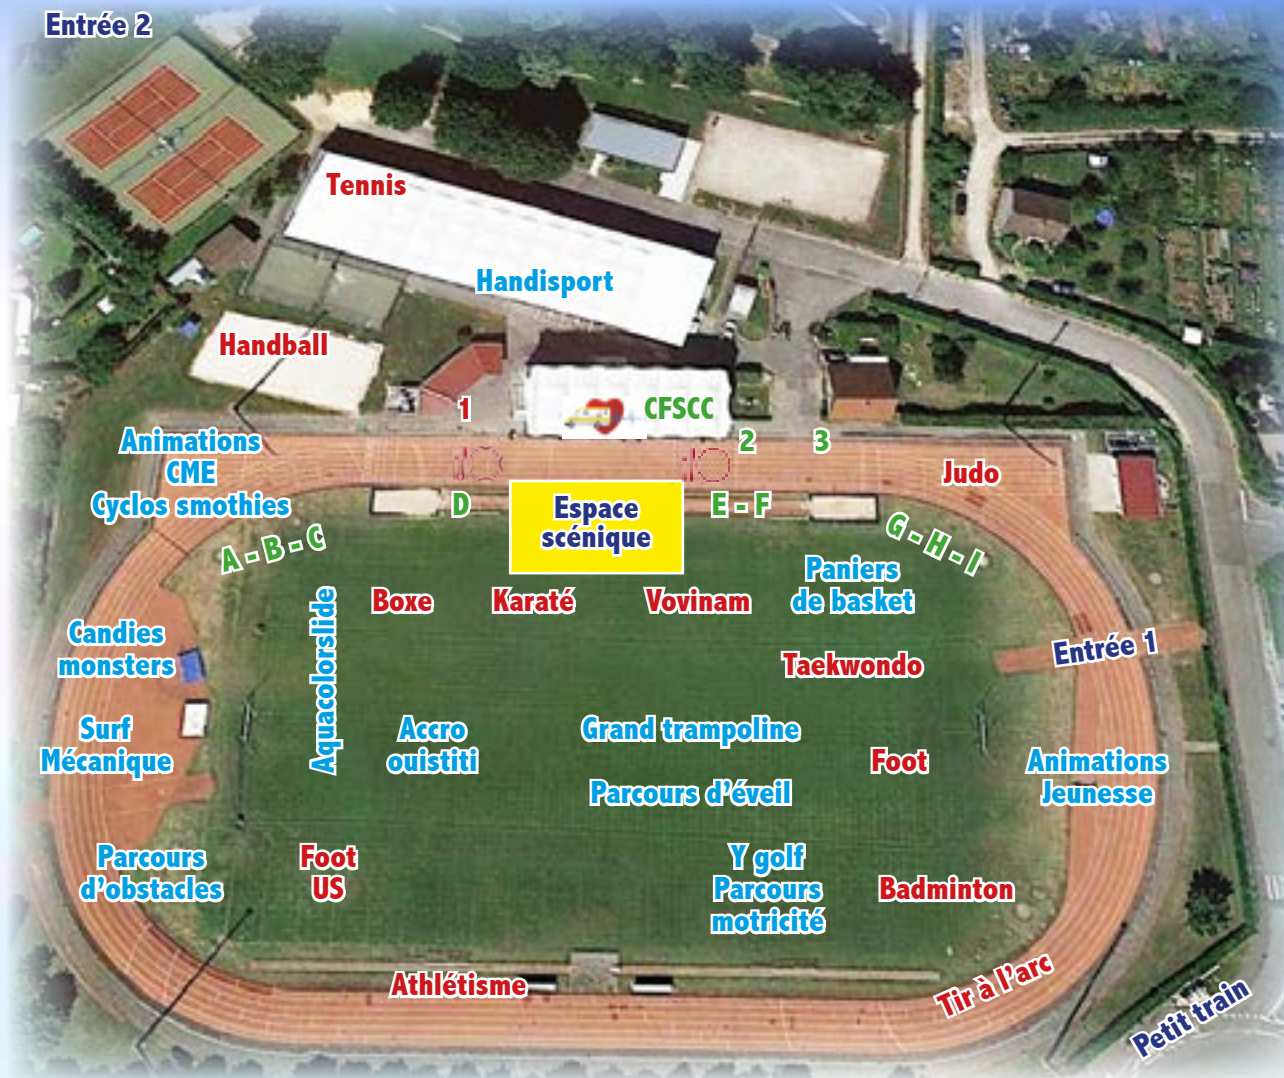 Entrée 2
Tennis
Handisport
Handball
1
CFSCC
2
3
Animations
CME
Cyclos smothies
Judo
D
Espace
scénique
E - F
A - B - C
G - H - I
Boxe
Karaté
Vovinam
Paniers
de basket
Candies
monsters
Aquacolorslide
Taekwondo
Entrée 1
Surf
Mécanique
Accro
ouistiti
Grand trampoline
Foot
Animations
Jeunesse
Parcours d'éveil
Parcours
d'obstacles
Foot
US
Y golf
Parcours
motricité
Badminton
Athlétisme
Tir à l'arc
Petit train